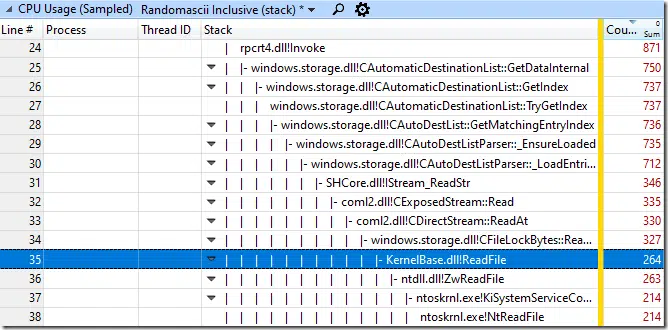 CPU Usage (Sampled) Randomascii Inclusive (stack) *
Line # Process Thread ID Stack Cou... 0 Sum
24 | rpcrt4.dll!Invoke 871
25 | |- windows.storage.dll!CAutomaticDestinationList::GetDataInternal 750
26 | | |- windows.storage.dll!CAutomaticDestinationList::GetIndex 737
27 | | | windows.storage.dll!CAutomaticDestinationList::TryGetIndex 737
28 | | | |- windows.storage.dll!CAutoDestList::GetMatchingEntryIndex 736
29 | | | | |- windows.storage.dll!CAutoDestListParser::_EnsureLoaded 735
30 | | | | | |- windows.storage.dll!CAutoDestListParser::_LoadEntri... 712
31 | | | | | | |- SHCore.dll!IStream_ReadStr 346
32 | | | | | | | |- coml2.dll!CExposedStream::Read 335
33 | | | | | | | | |- coml2.dll!CDirectStream::ReadAt 330
34 | | | | | | | | | |- windows.storage.dll!CFileLockBytes::Rea... 327
35 | | | | | | | | | | |- KernelBase.dll!ReadFile 264
36 | | | | | | | | | | | |- ntdll.dll!ZwReadFile 263
37 | | | | | | | | | | | | |- ntoskrnl.exe!KiSystemServiceCo... 214
38 | | | | | | | | | | | | | ntoskrnl.exe!NtReadFile 214